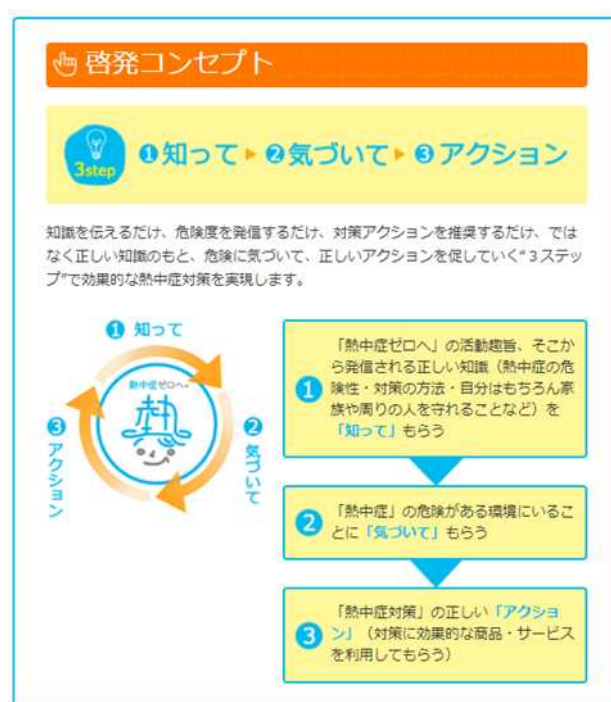 啓発コンセプト
3step
❶知って▶❷気づいて▶❸アクション
知識を伝えるだけ、危険度を発信するだけ、対策アクションを推奨するだけ、では
なく正しい知識のもと、危険に気づいて、正しいアクションを促していく“3ステッ
プ”で効果的な熱中症対策を実現します。
❶ 知って
❷ 気づいて
❸ アクション
熱中症ゼロへ
熱
❶
「熱中症ゼロへ」の活動趣旨、そこか
ら発信される正しい知識（熱中症の危
険性・対策の方法・自分はもちろん家
族や周りの人を守れることなど）を
「知って」もらう
❷
「熱中症」の危険がある環境にいるこ
とに「気づいて」もらう
❸
「熱中症対策」の正しい「アクショ
ン」（対策に効果的な商品・サービス
を利用してもらう）